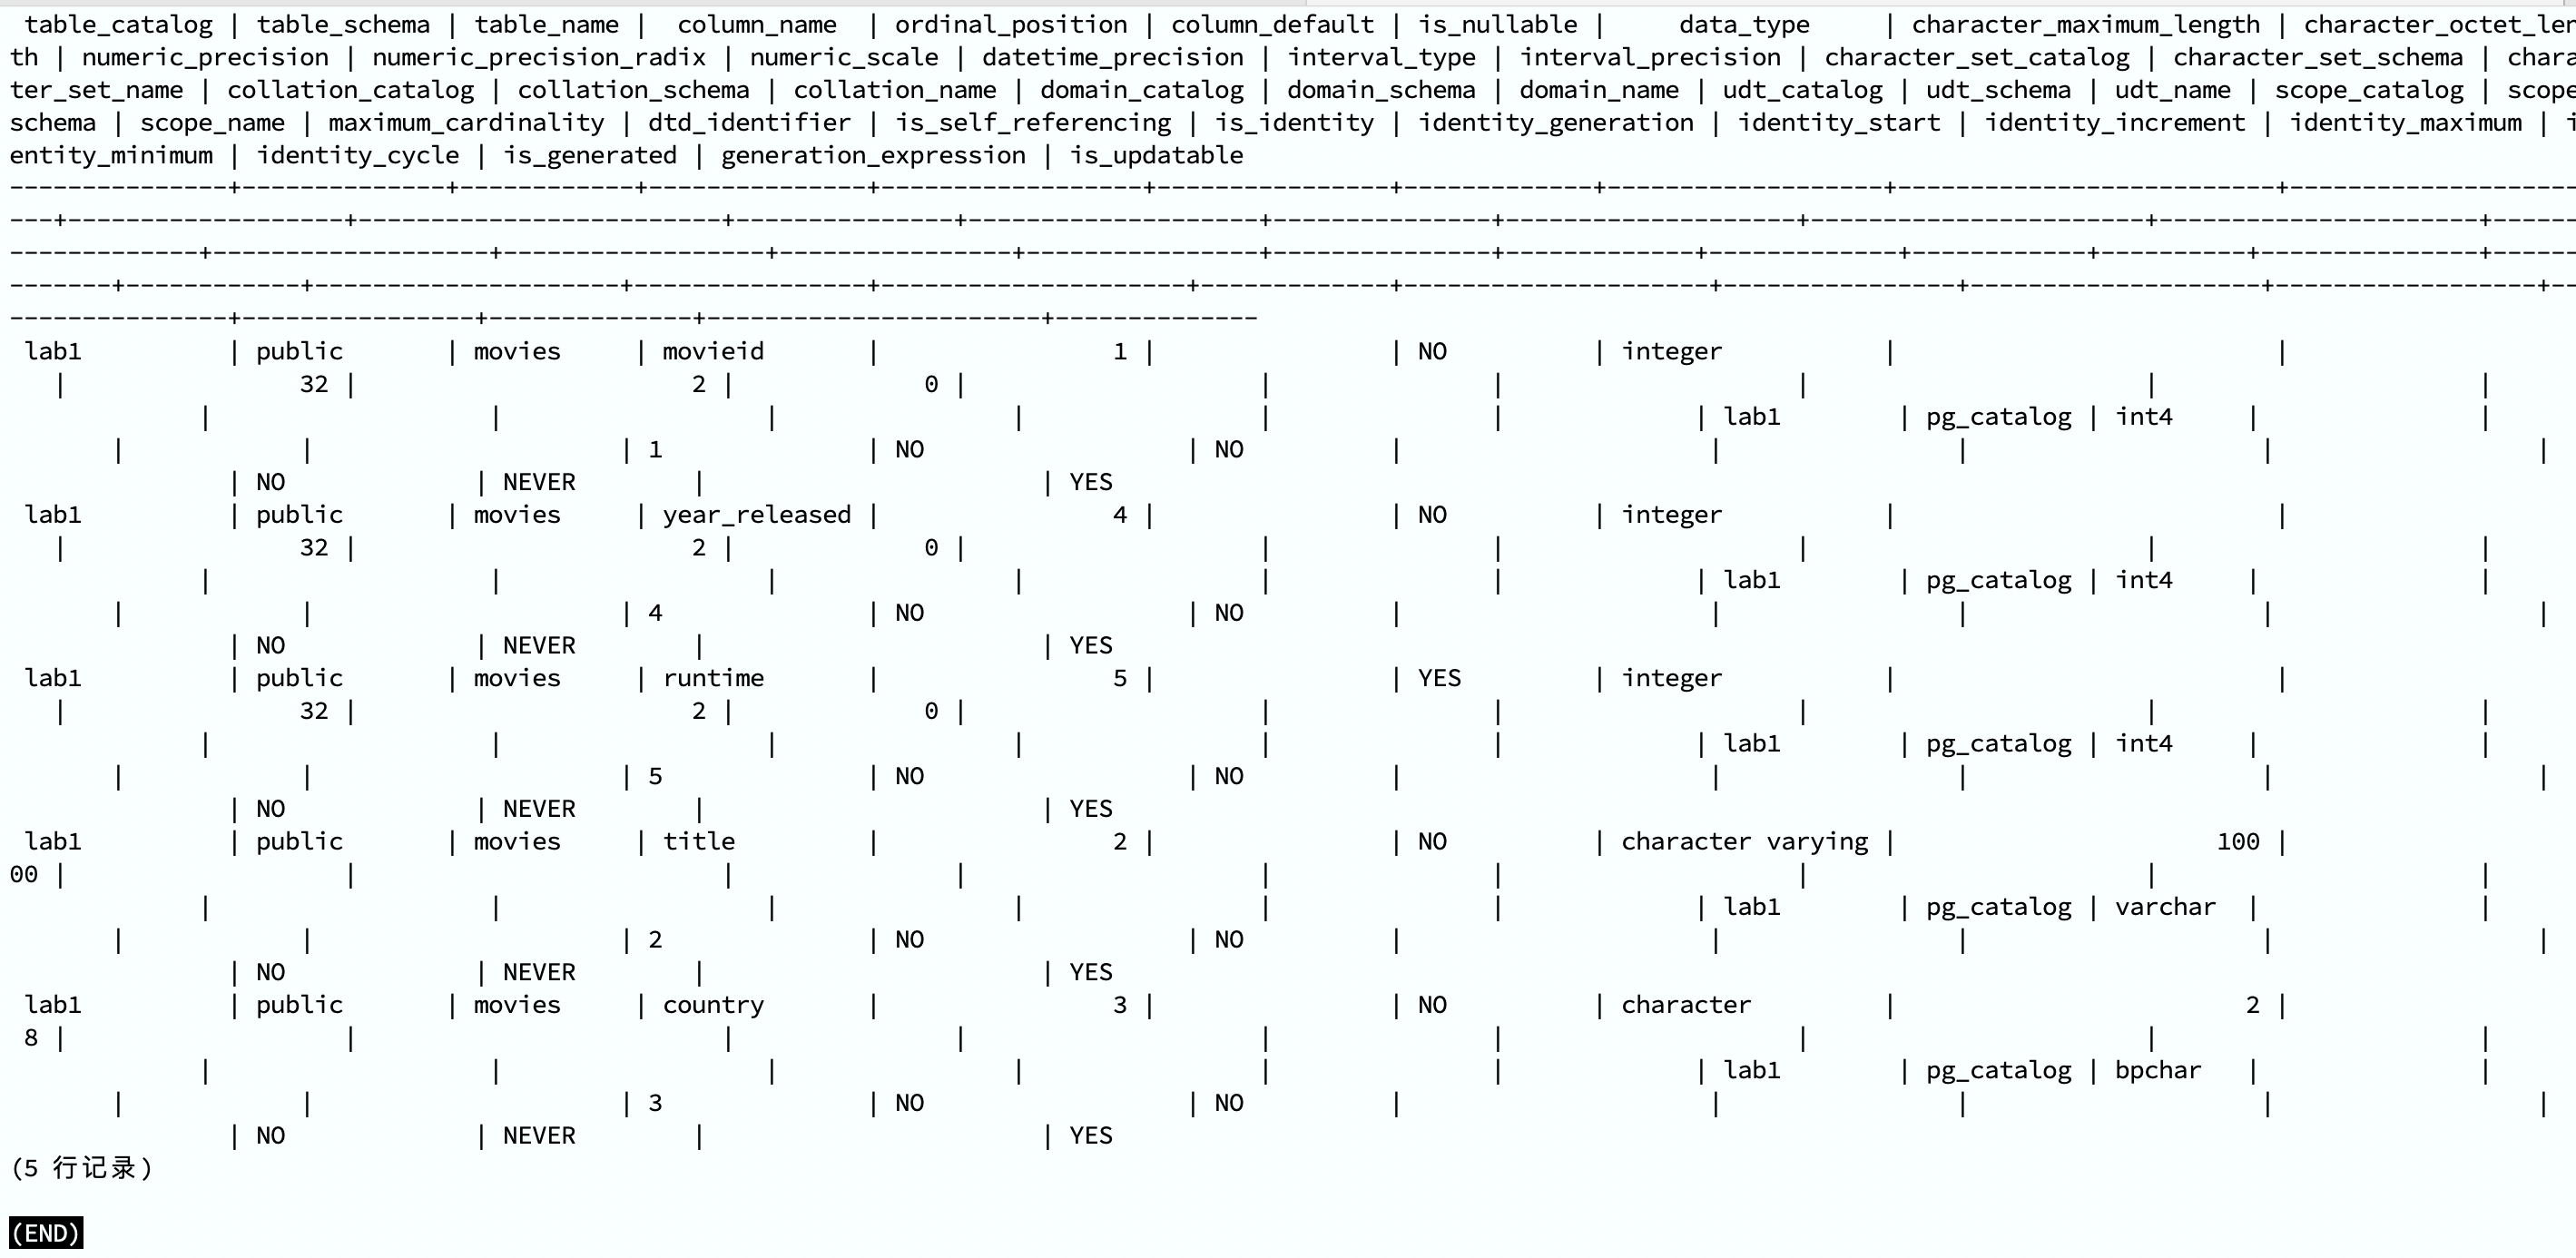 table_catalog | table_schema | table_name | column_name | ordinal_position | column_default | is_nullable | data_type | character_maximum_length | character_octet_len
th | numeric_precision | numeric_precision_radix | numeric_scale | datetime_precision | interval_type | interval_precision | character_set_catalog | character_set_schema | chara
ter_set_name | collation_catalog | collation_schema | collation_name | domain_catalog | domain_schema | domain_name | udt_catalog | udt_schema | udt_name | scope_catalog | scope
schema | scope_name | maximum_cardinality | dtd_identifier | is_self_referencing | is_identity | identity_generation | identity_start | identity_increment | identity_maximum | i
entity_minimum | identity_cycle | is_generated | generation_expression | is_updatable
---------------+--------------+------------+---------------+------------------+----------------+-------------+-------------------+--------------------------+--------------------
---+-------------------+-------------------------+---------------+--------------------+---------------+--------------------+-----------------------+----------------------+------
-------------+-------------------+------------------+----------------+----------------+---------------+-------------+-------------+------------+----------+---------------+------
-------+------------+---------------------+----------------+---------------------+-------------+---------------------+----------------+--------------------+------------------+--
---------------+----------------+--------------+-----------------------+--------------
lab1 | public | movies | movieid | 1 | | NO | integer | |
| 32 | 2 | 0 | | | | | |
| | | | | | lab1 | pg_catalog | int4 | |
| | 1 | NO | NO | | | | |
| NO | NEVER | | YES
lab1 | public | movies | year_released | 4 | | NO | integer | |
| 32 | 2 | 0 | | | | | |
| | | | | | lab1 | pg_catalog | int4 | |
| | 4 | NO | NO | | | | |
| NO | NEVER | | YES
lab1 | public | movies | runtime | 5 | | YES | integer | |
| 32 | 2 | 0 | | | | | |
| | | | | | lab1 | pg_catalog | int4 | |
| | 5 | NO | NO | | | | |
| NO | NEVER | | YES
lab1 | public | movies | title | 2 | | NO | character varying | 100 |
00 | | | | | | | | |
| | | | | | lab1 | pg_catalog | varchar | |
| | 2 | NO | NO | | | | |
| NO | NEVER | | YES
lab1 | public | movies | country | 3 | | NO | character | 2 |
8 | | | | | | | | |
| | | | | | lab1 | pg_catalog | bpchar | |
| | 3 | NO | NO | | | | |
| NO | NEVER | | YES
(5 行记录)
(END)